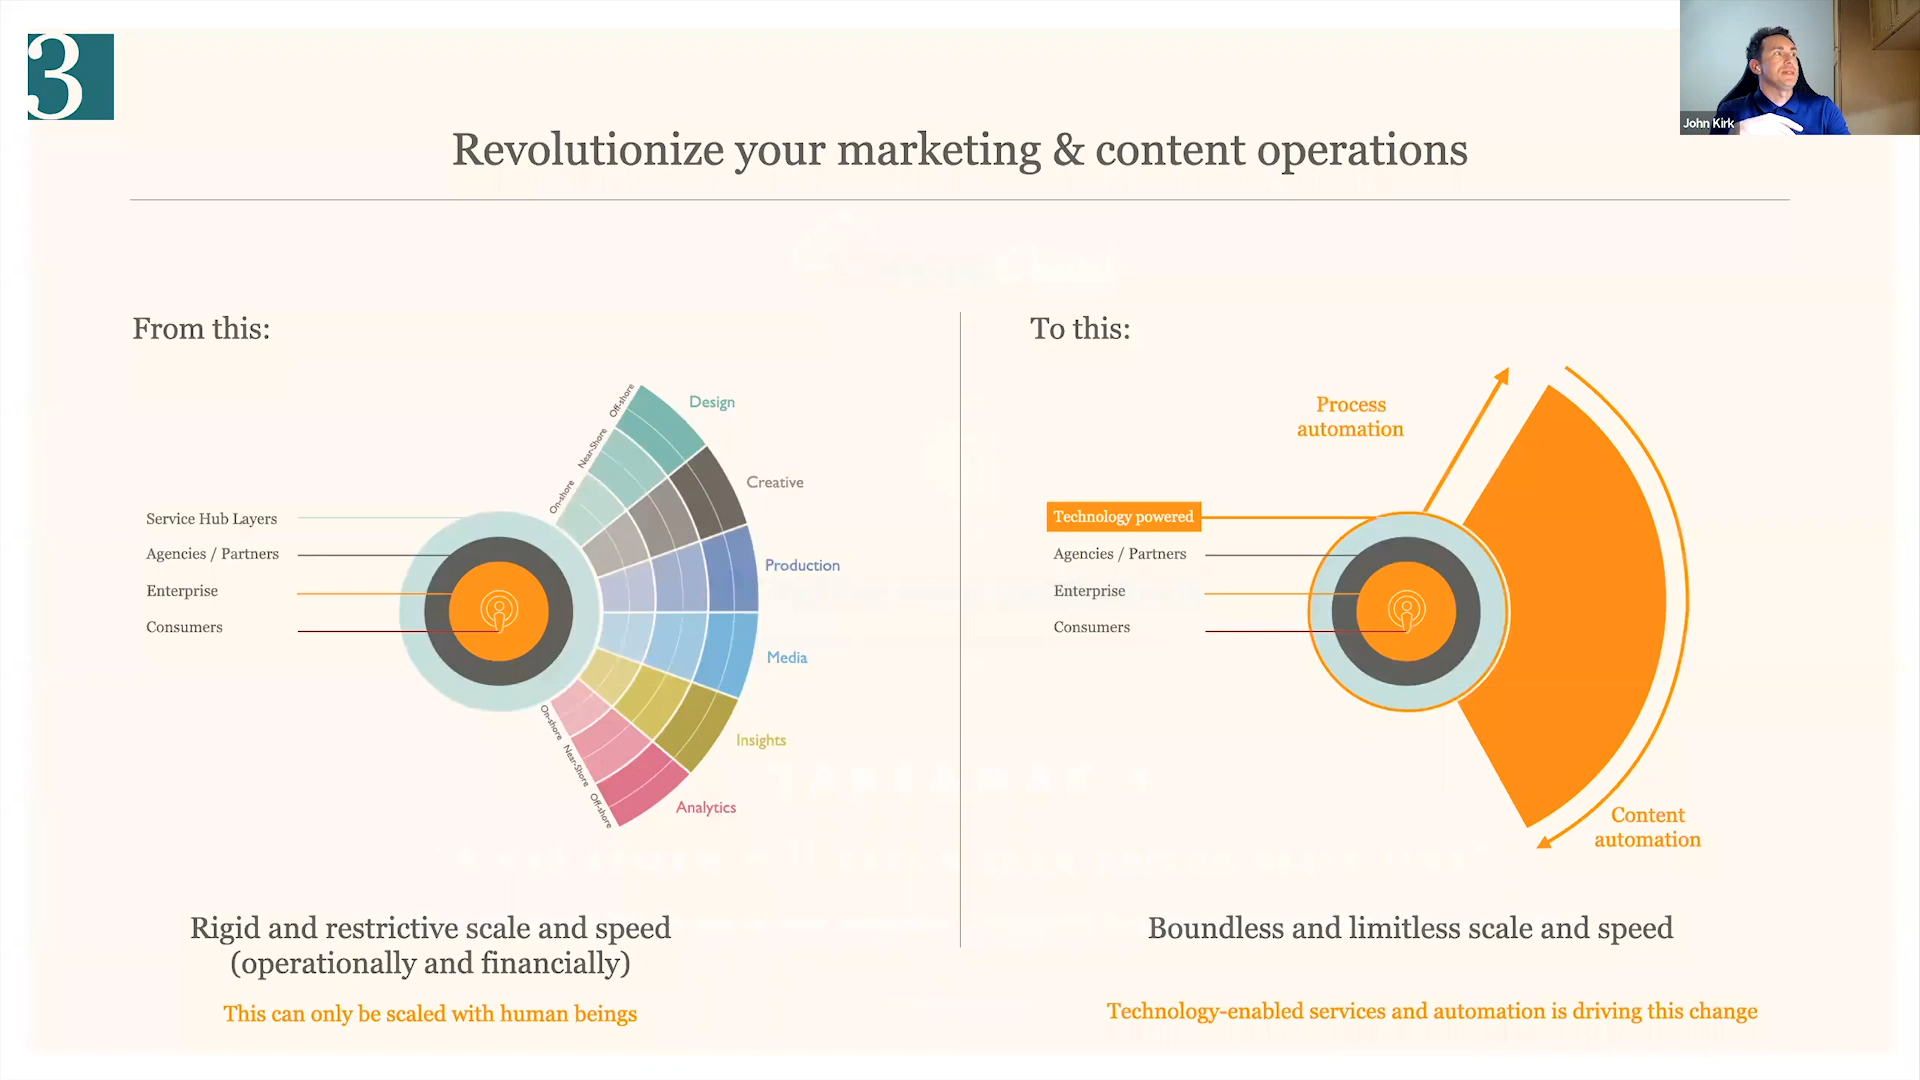 3
John Kirk
Revolutionize your marketing & content operations
From this:
Off-shore
Near-Shore
On-shore
Design
Creative
Production
Media
Insights
Analytics
Service Hub Layers
Agencies / Partners
Enterprise
Consumers
On-shore
Near-Shore
Off-shore
Rigid and restrictive scale and speed
(operationally and financially)
This can only be scaled with human beings
To this:
Process
automation
Technology powered
Agencies / Partners
Enterprise
Consumers
Content
automation
Boundless and limitless scale and speed
Technology-enabled services and automation is driving this change